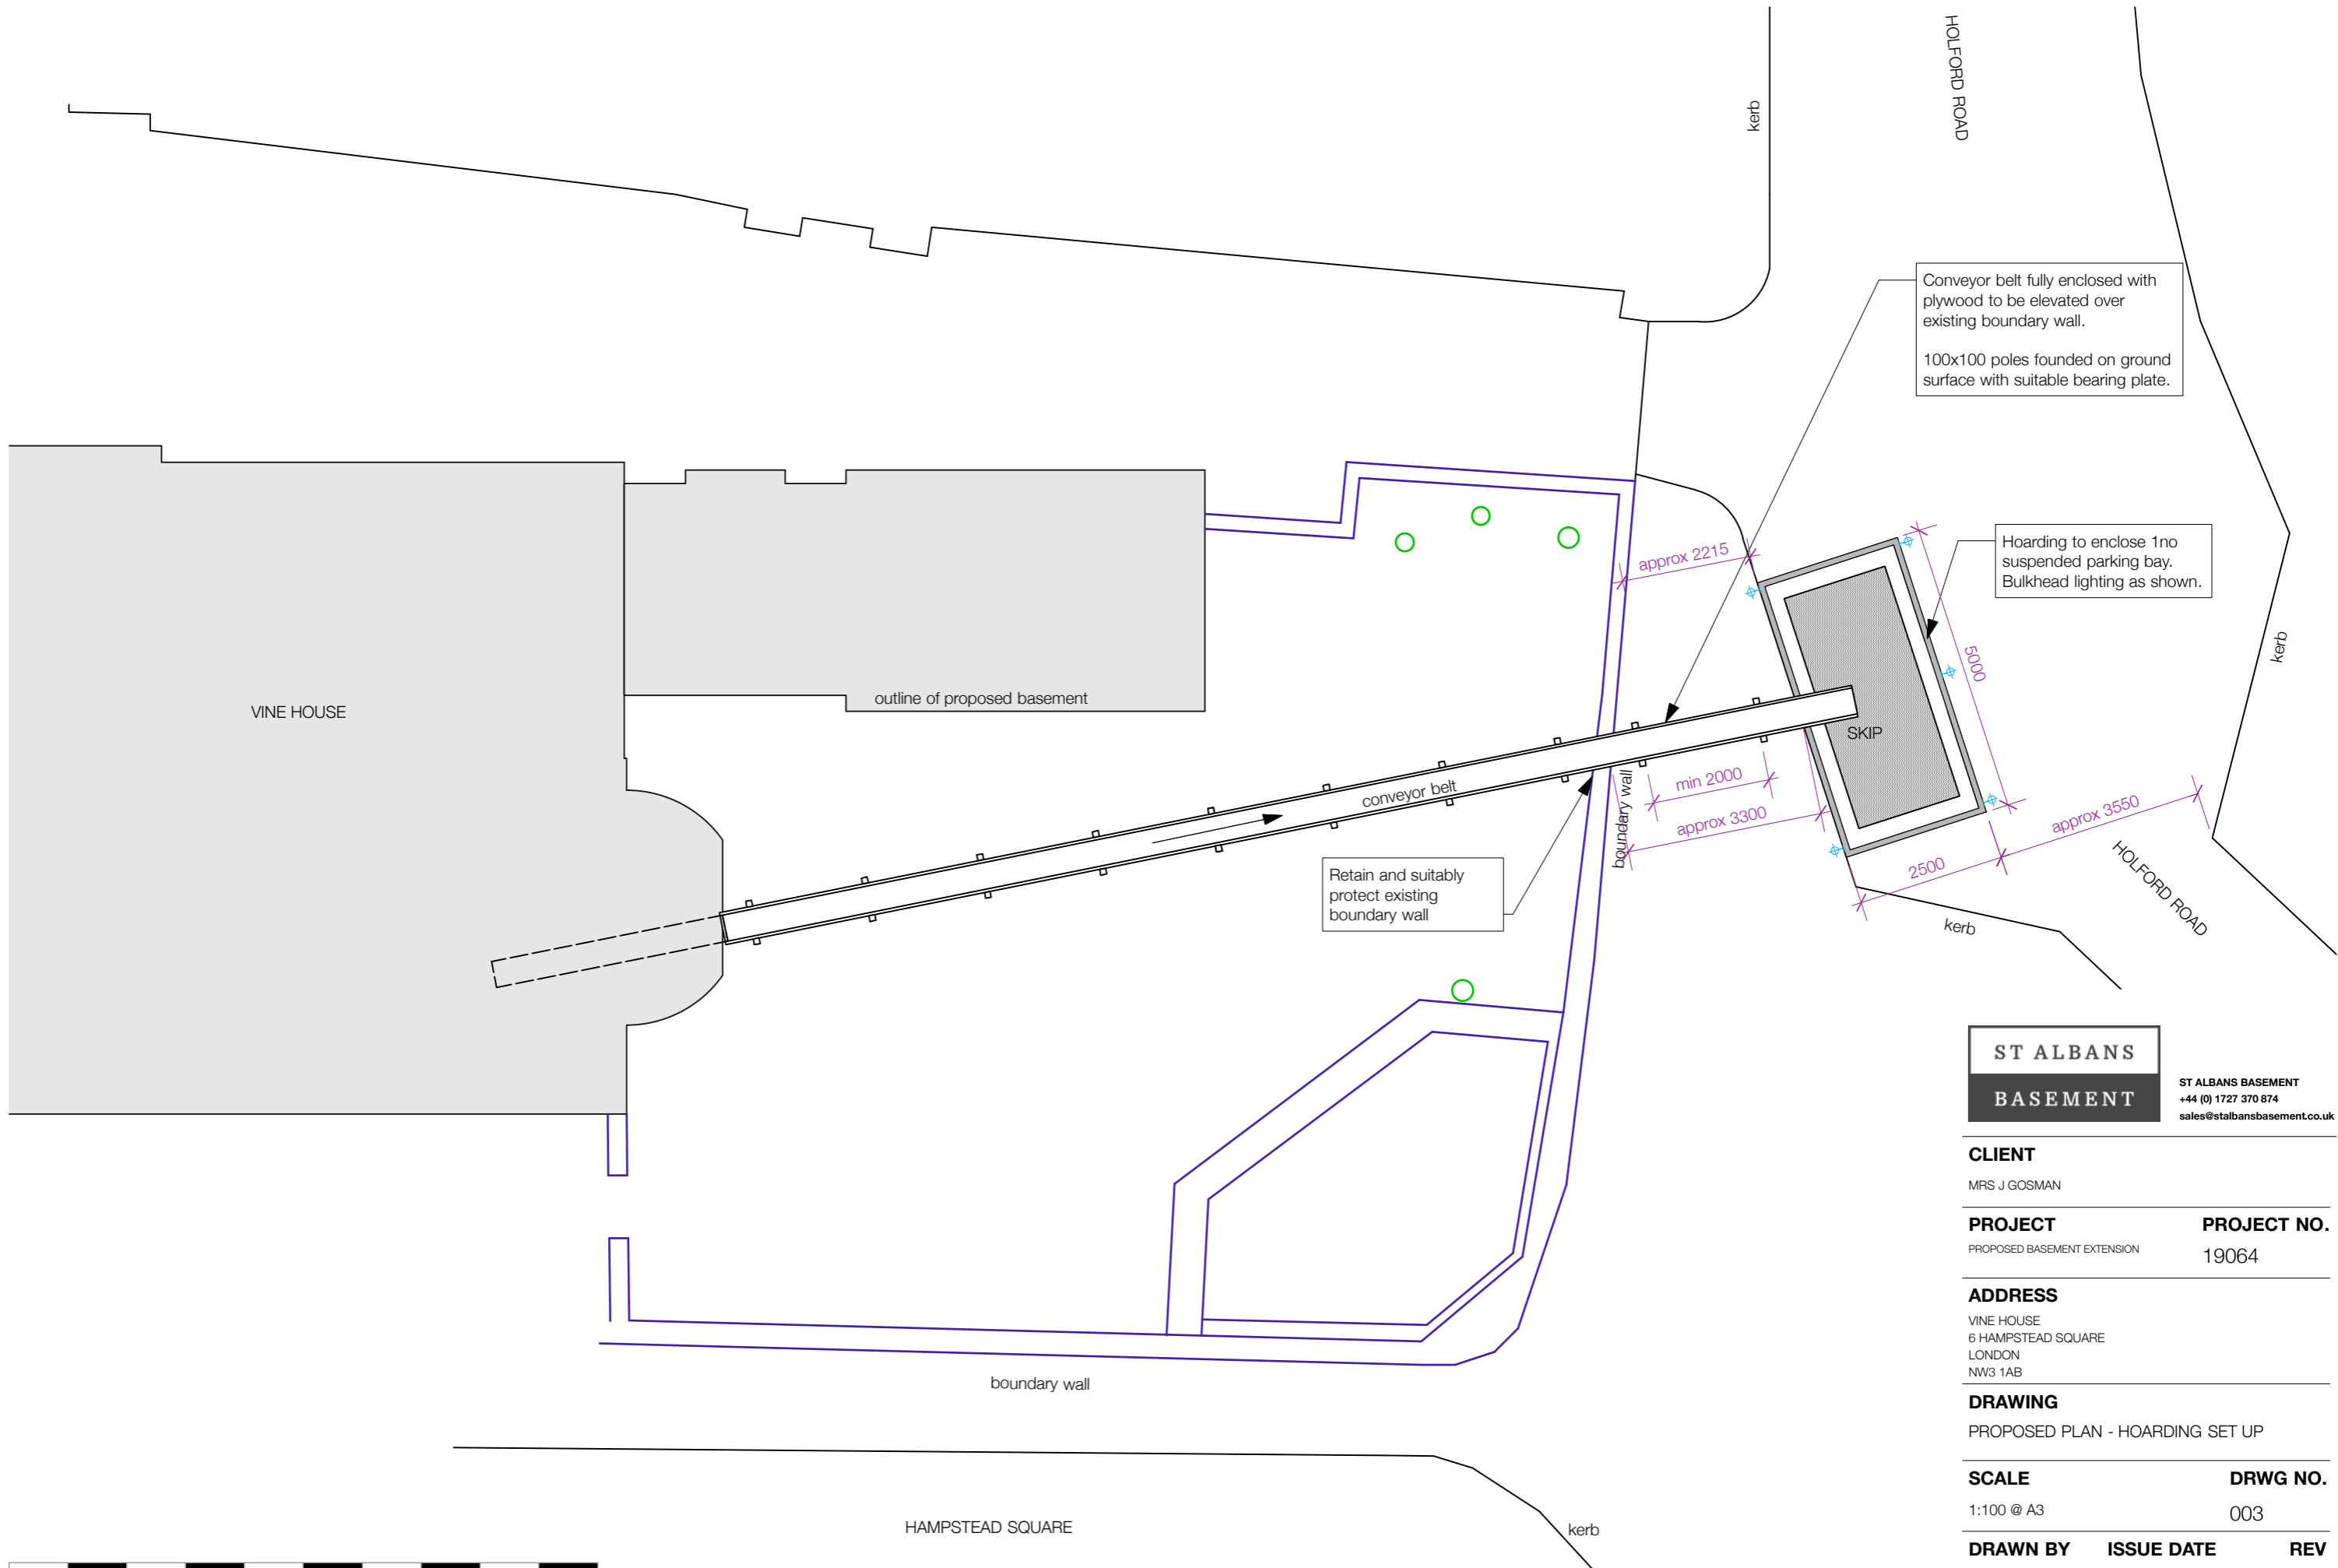 HOLFORD ROAD
kerb
Conveyor belt fully enclosed with
plywood to be elevated over
existing boundary wall.
100x100 poles founded on ground
surface with suitable bearing plate.
Hoarding to enclose 1no
suspended parking bay.
Bulkhead lighting as shown.
approx 2215
5000
kerb
outline of proposed basement
VINE HOUSE
SKIP
conveyor belt
min 2000
approx 3300
boundary wall
approx 3550
2500
HOLFORD ROAD
kerb
Retain and suitably
protect existing
boundary wall
boundary wall
HAMPSTEAD SQUARE
kerb
ST ALBANS
BASEMENT
ST ALBANS BASEMENT
+44 (0) 1727 370 874
sales@stalbansbasement.co.uk
CLIENT
MRS J GOSMAN
PROJECT PROJECT NO.
PROPOSED BASEMENT EXTENSION 19064
ADDRESS
VINE HOUSE
6 HAMPSTEAD SQUARE
LONDON
NW3 1AB
DRAWING
PROPOSED PLAN - HOARDING SET UP
SCALE DRWG NO.
1:100 @ A3 003
DRAWN BY ISSUE DATE REV